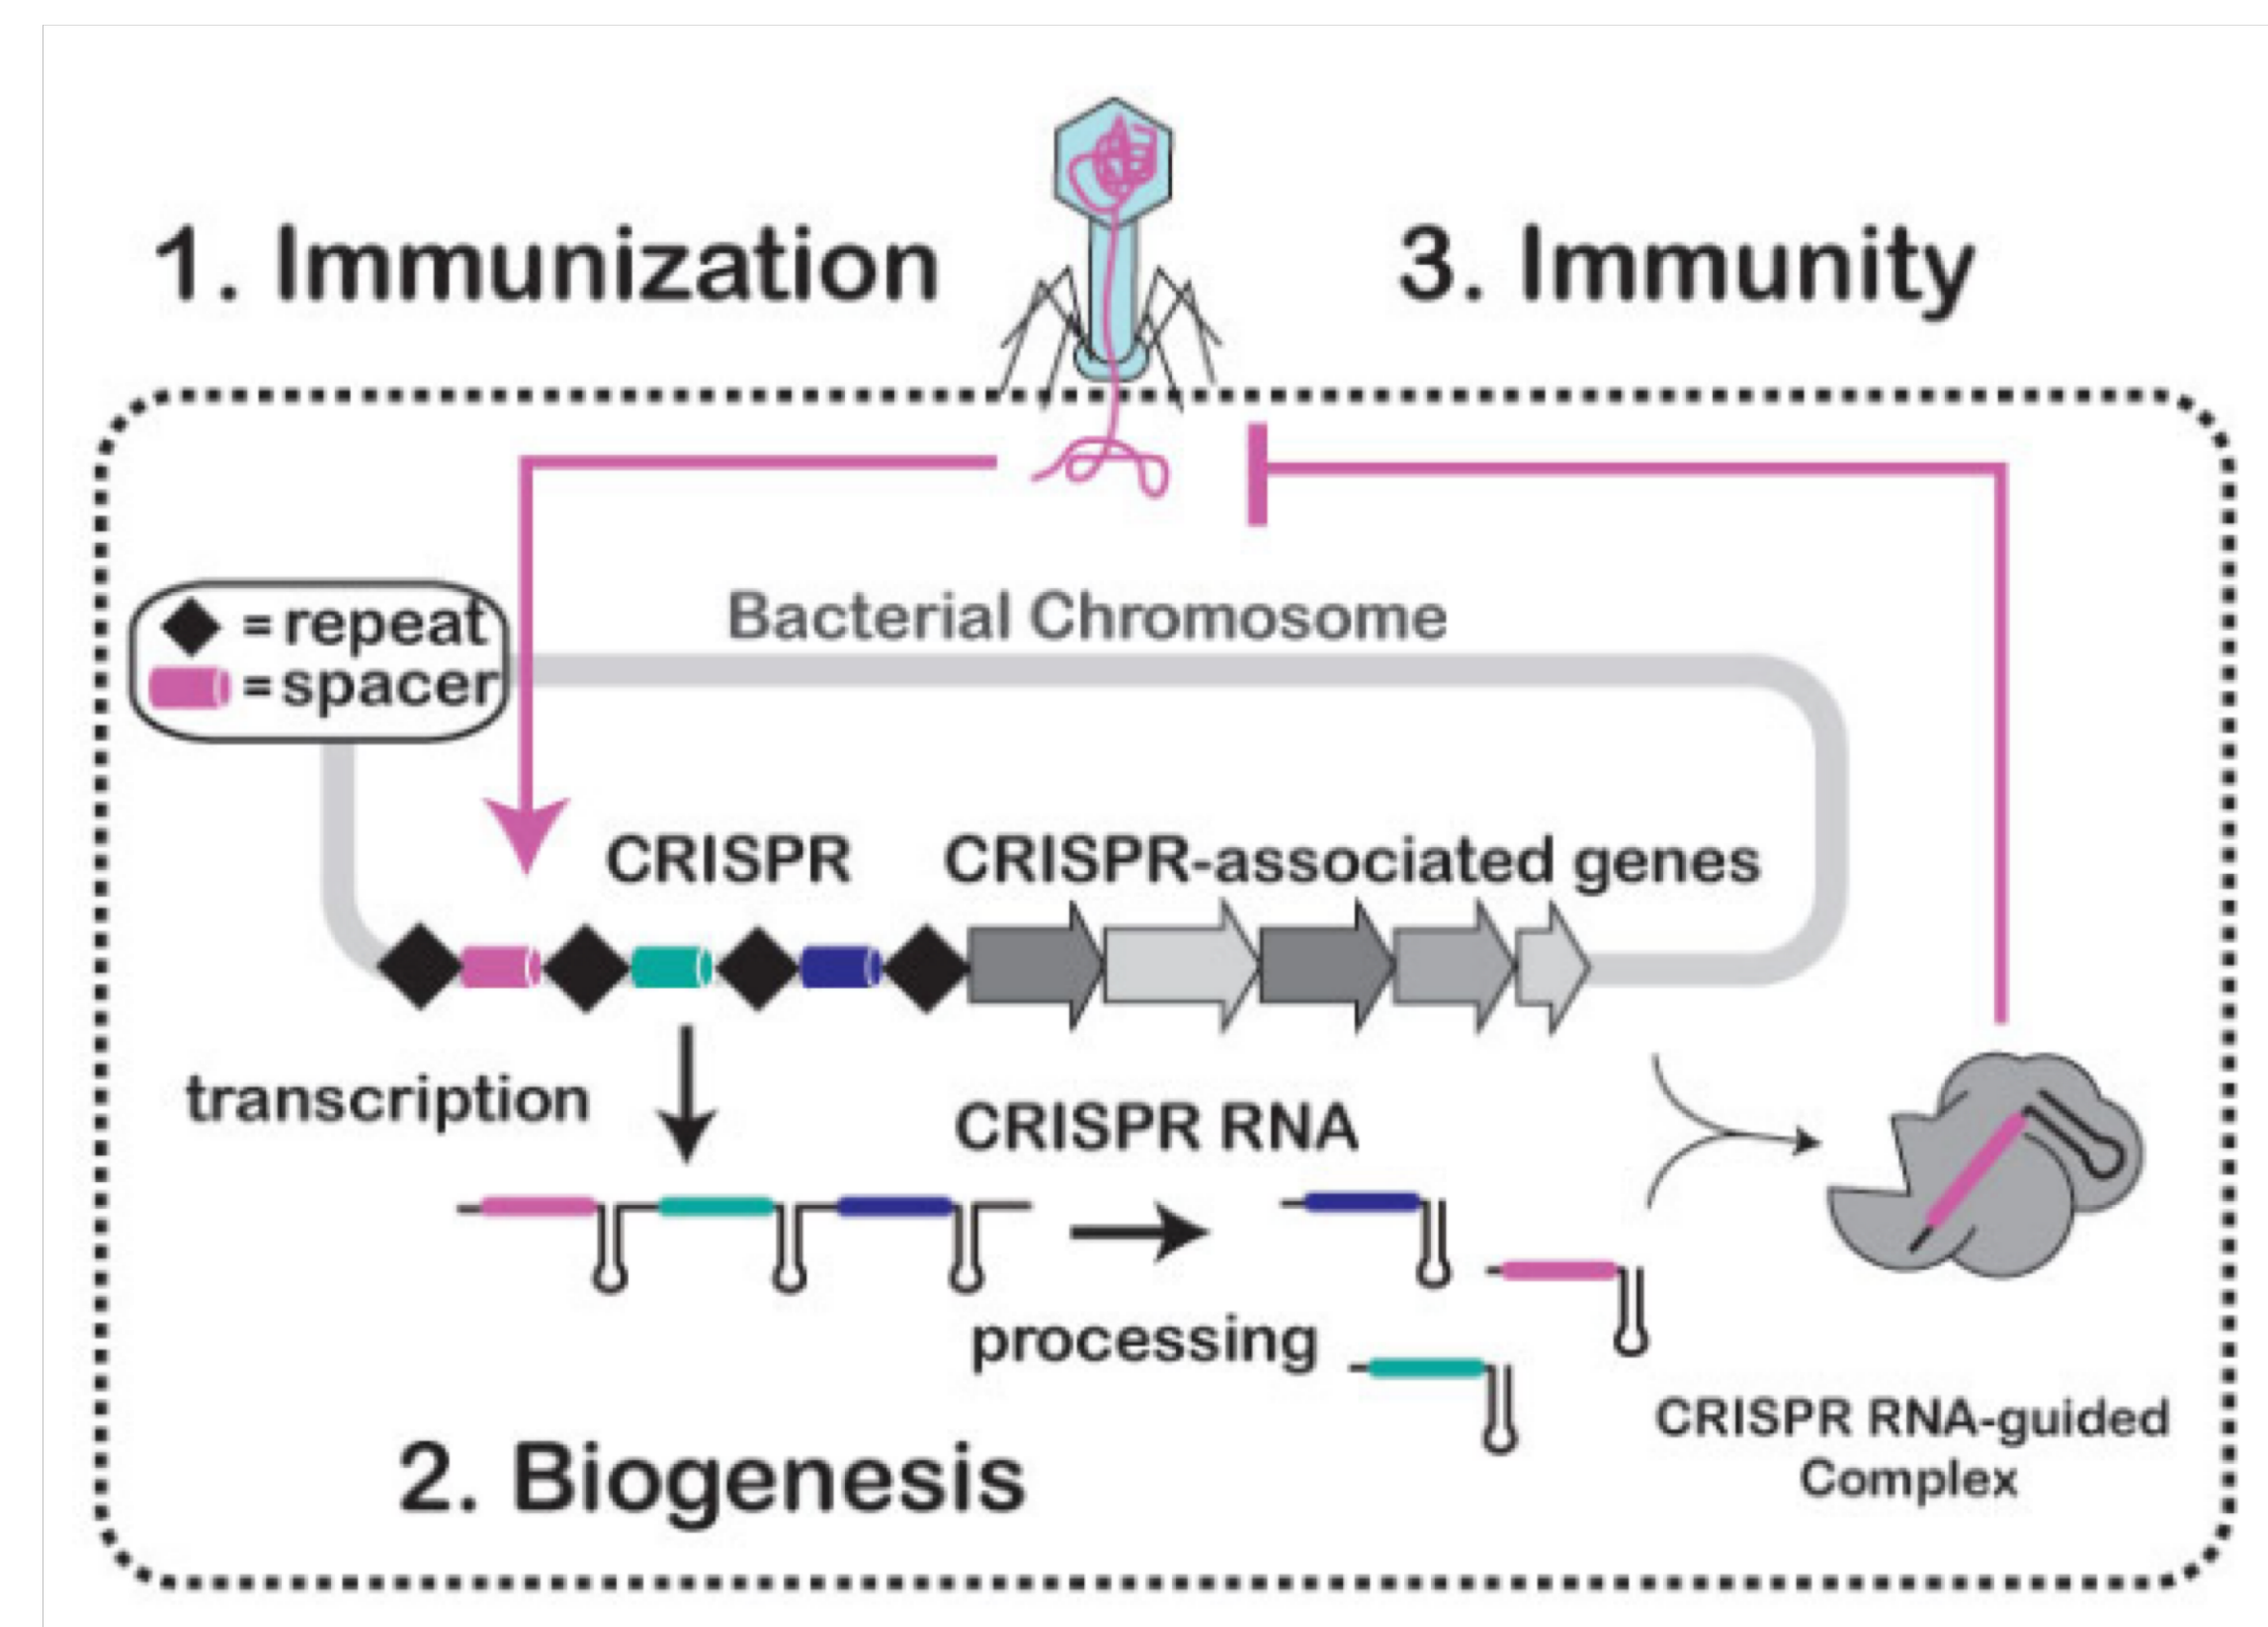 1. Immunization
3. Immunity
= repeat
= spacer
Bacterial Chromosome
CRISPR
CRISPR-associated genes
transcription
CRISPR RNA
processing
2. Biogenesis
CRISPR RNA-guided
Complex